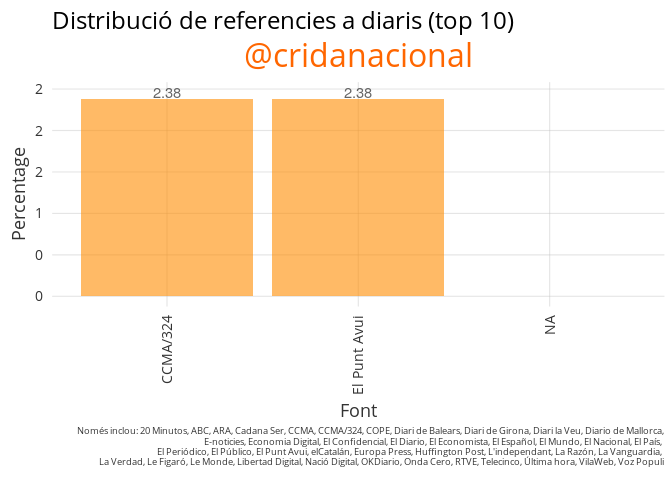 Distribució de referencies a diaris (top 10)
@cridanacional
2.38
2.38
2
2
2
1
0
0
Percentage
CCMA/324
El Punt Avui
NA
Font
Només inclou: 20 Minutos, ABC, ARA, Cadana Ser, CCMA, CCMA/324, COPE, Diari de Balears, Diari de Girona, Diari la Veu, Diario de Mallorca,
E-noticies, Economia Digital, El Confidencial, El Diario, El Economista, El Español, El Mundo, El Nacional, El País,
El Periódico, El Público, El Punt Avui, elCatalán, Europa Press, Huffington Post, L'independant, La Razón, La Vanguardia,
La Verdad, Le Figaró, Le Monde, Libertad Digital, Nació Digital, OKDiario, Onda Cero, RTVE, Telecinco, Última hora, VilaWeb, Voz Populi